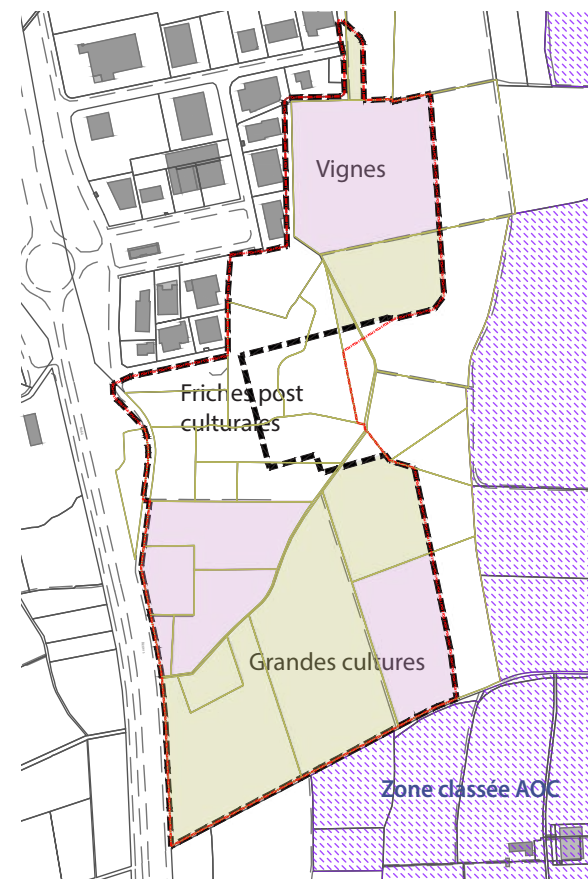 Vignes
Friches post
culturales
Grandes cultures
Zone classée AOC